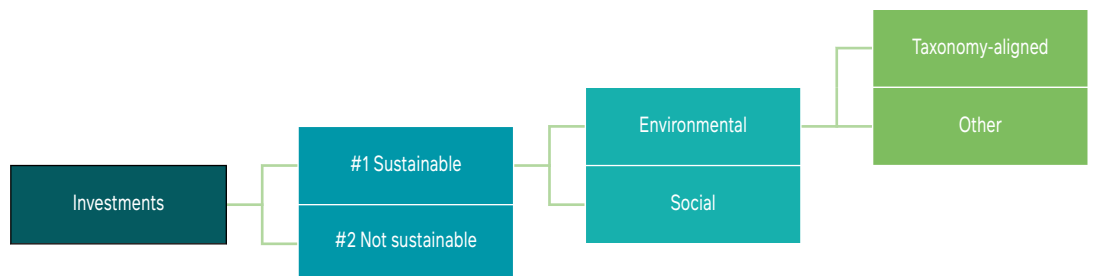 Investments
#1 Sustainable
#2 Not sustainable
Environmental
Social
Taxonomy-aligned
Other